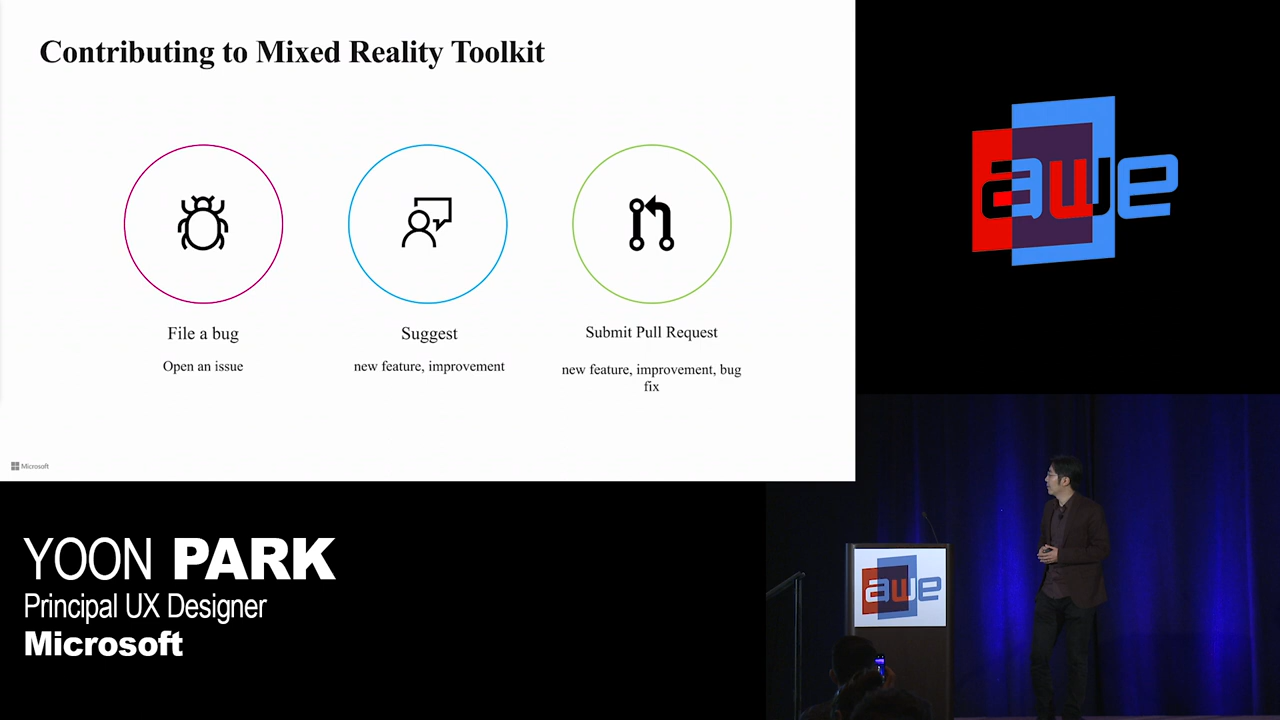 Contributing to Mixed Reality Toolkit
File a bug
Open an issue
Suggest
new feature, improvement
Submit Pull Request
new feature, improvement, bug
fix
Microsoft
awe
YOON PARK
Principal UX Designer
Microsoft
awe